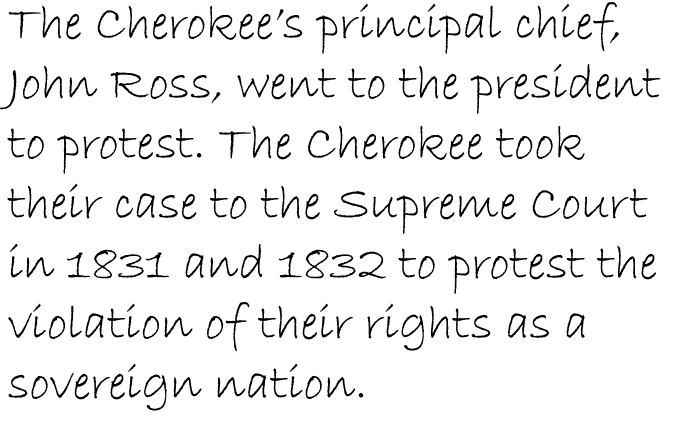 The Cherokee's principal chief,
John Ross, went to the president
to protest. The Cherokee took
their case to the Supreme Court
in 1831 and 1832 to protest the
violation of their rights as a
sovereign nation.